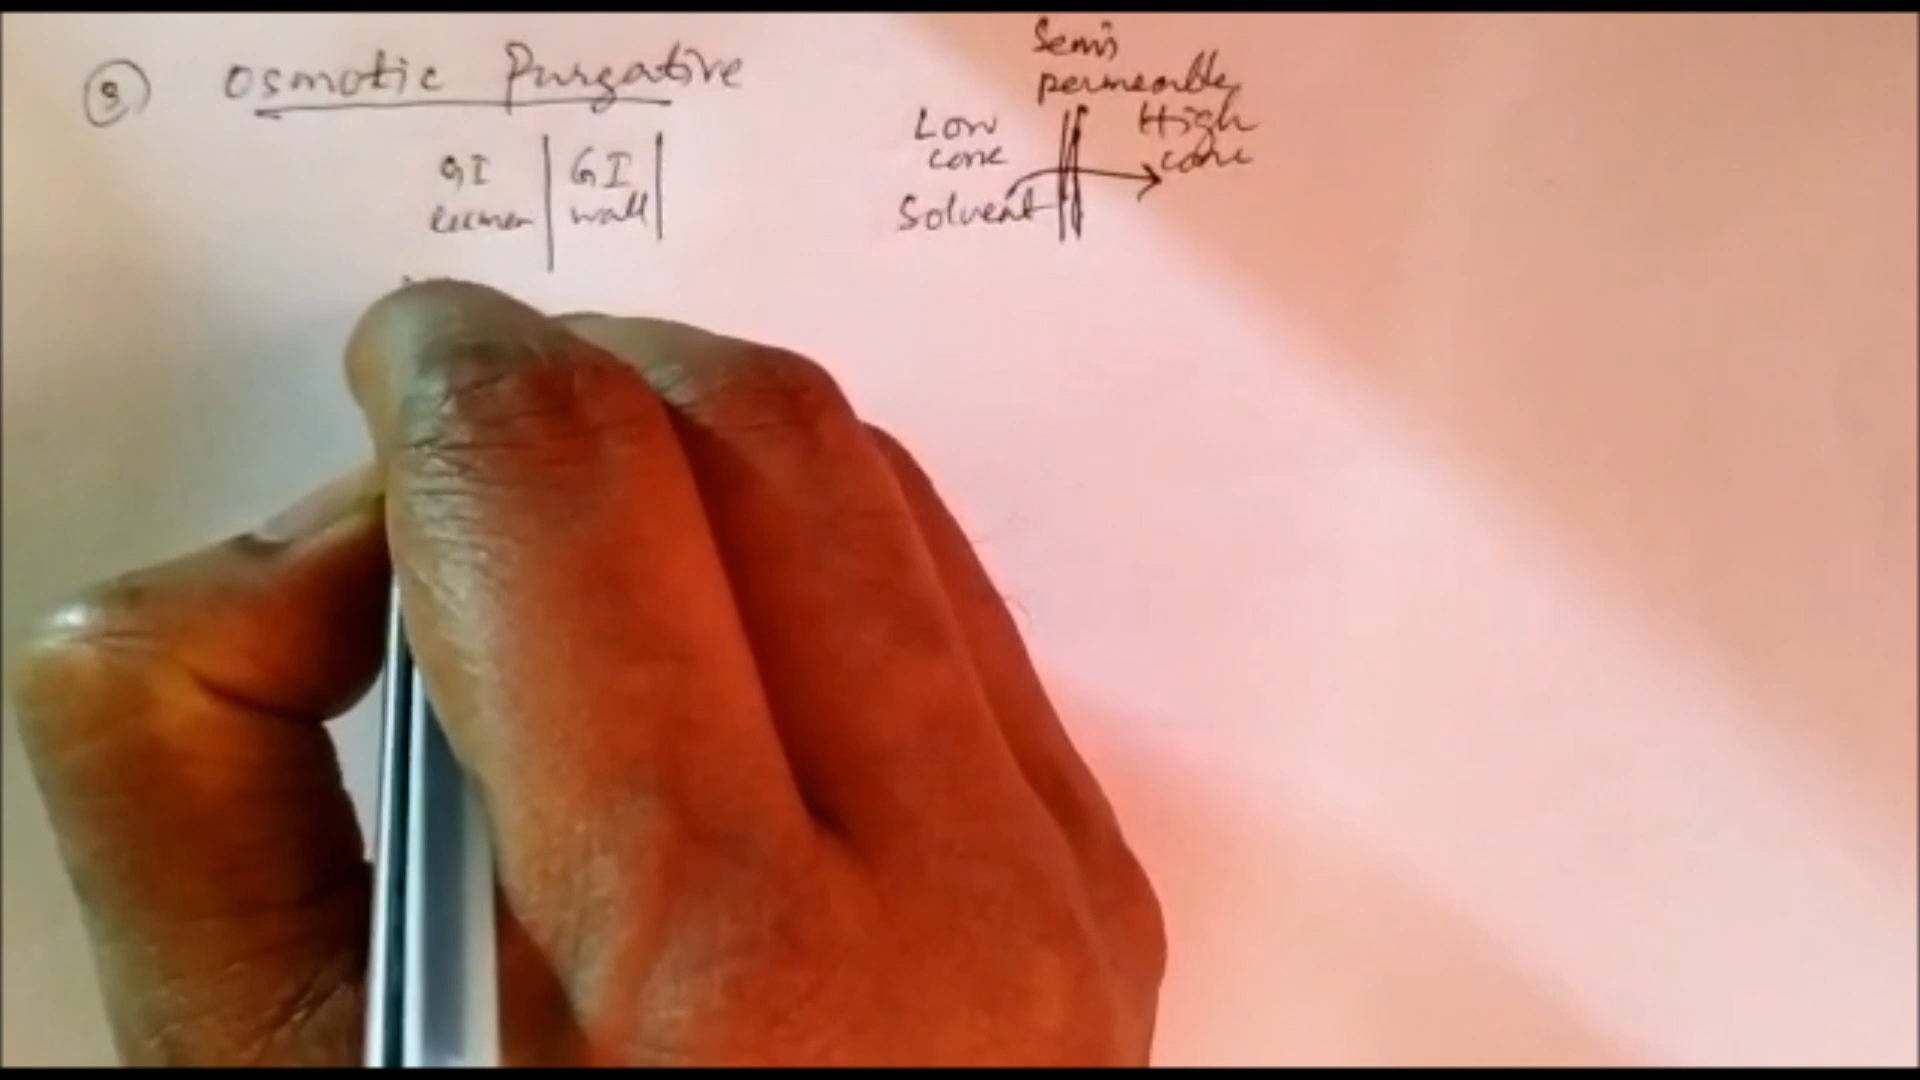 3 Osmotic Purgative
GI GI
lumen wall
Semi
permeable
Low High
conc conc
Solvent